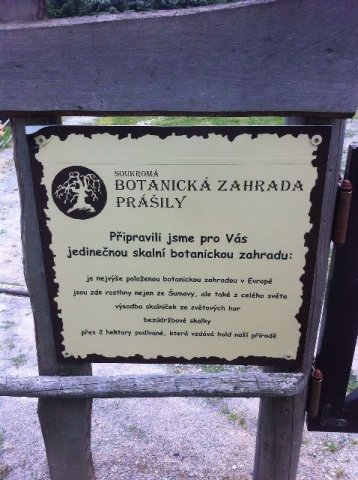 SOUKROMÁ
BOTANICKÁ ZAHRADA
PRÁŠILY
Připravili jsme pro Vás
jedinečnou skalní botanickou zahradu:
je nejvýše položenou botanickou zahradou v Evropě
jsou zde rostliny nejen ze Šumavy, ale také z celého světa
výsadba skalniček ze světových hor
bezúdržbové skalky
přes 2 hektary podívané, která vzdává hold naší přírodě